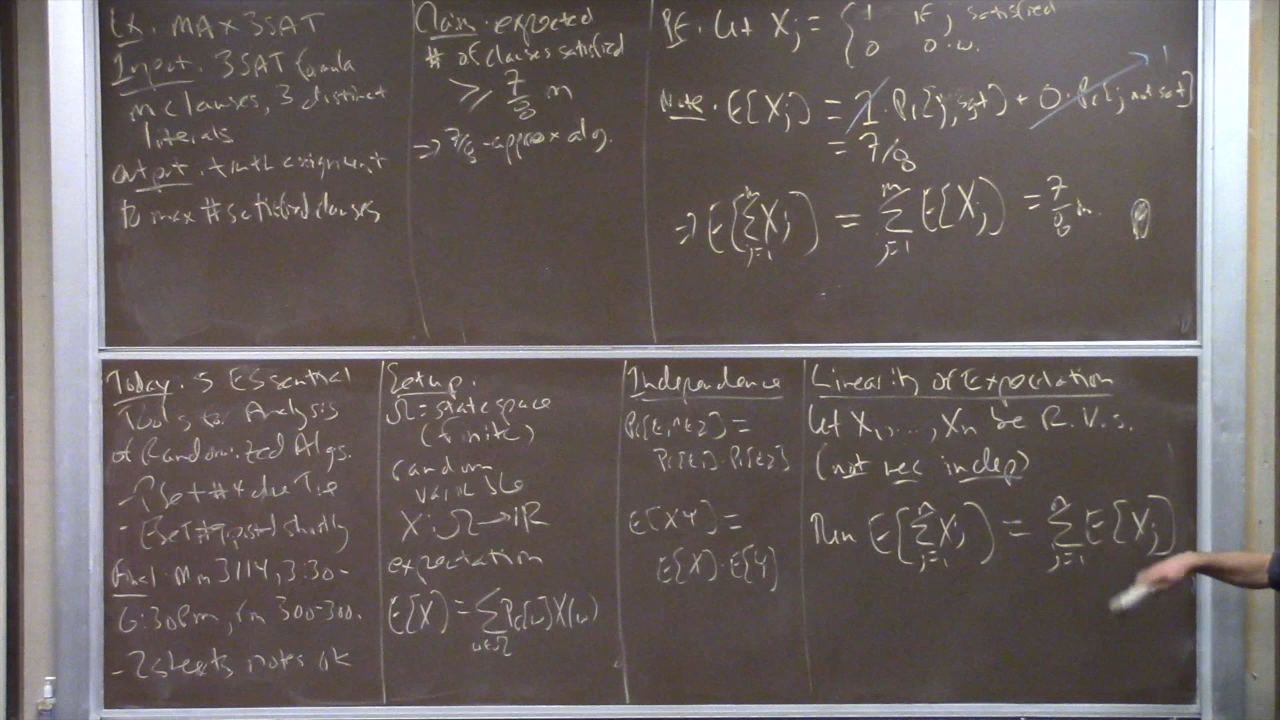 Ex. MAX 3SAT
Input. 3SAT formula
m clauses, 3 distinct
literals
output. truth assignment
to max # satisfied clauses
Claim. expected
# of clauses satisfied
≥ 7/8 m
⇒ 7/8-approx alg.
Pf. Let Xj = { 1 if j satisfied
0 o.w.
Note. E[Xj] = 1·Pr[j sat] + 0·Pr[j not sat]
= 7/8
⇒ E[∑_{j=1}^m Xj] = ∑_{j=1}^m E[Xj] = 7/8 m.
Today. 5 Essential
Tools for Analysis
of Randomized Algs.
- PSet #4 due Tue
- posted shortly
Final. Mon 3/14, 3:30-
6:30pm, rm 300-300.
- 2 sheets notes ok
Setup.
Ω = state space
(finite)
random
variable
X: Ω → IR
expectation
E[X] = ∑_{ω∈Ω} Pr[ω] X(ω)
Independence
Pr[E1 ∧ E2] =
Pr[E1]·Pr[E2]
E[XY] =
E[X]·E[Y]
Linearity of Expectation
Let X1, ..., Xn be R.V.s.
(not nec indep)
Then E[∑_{j=1}^n Xj] = ∑_{j=1}^n E[Xj]